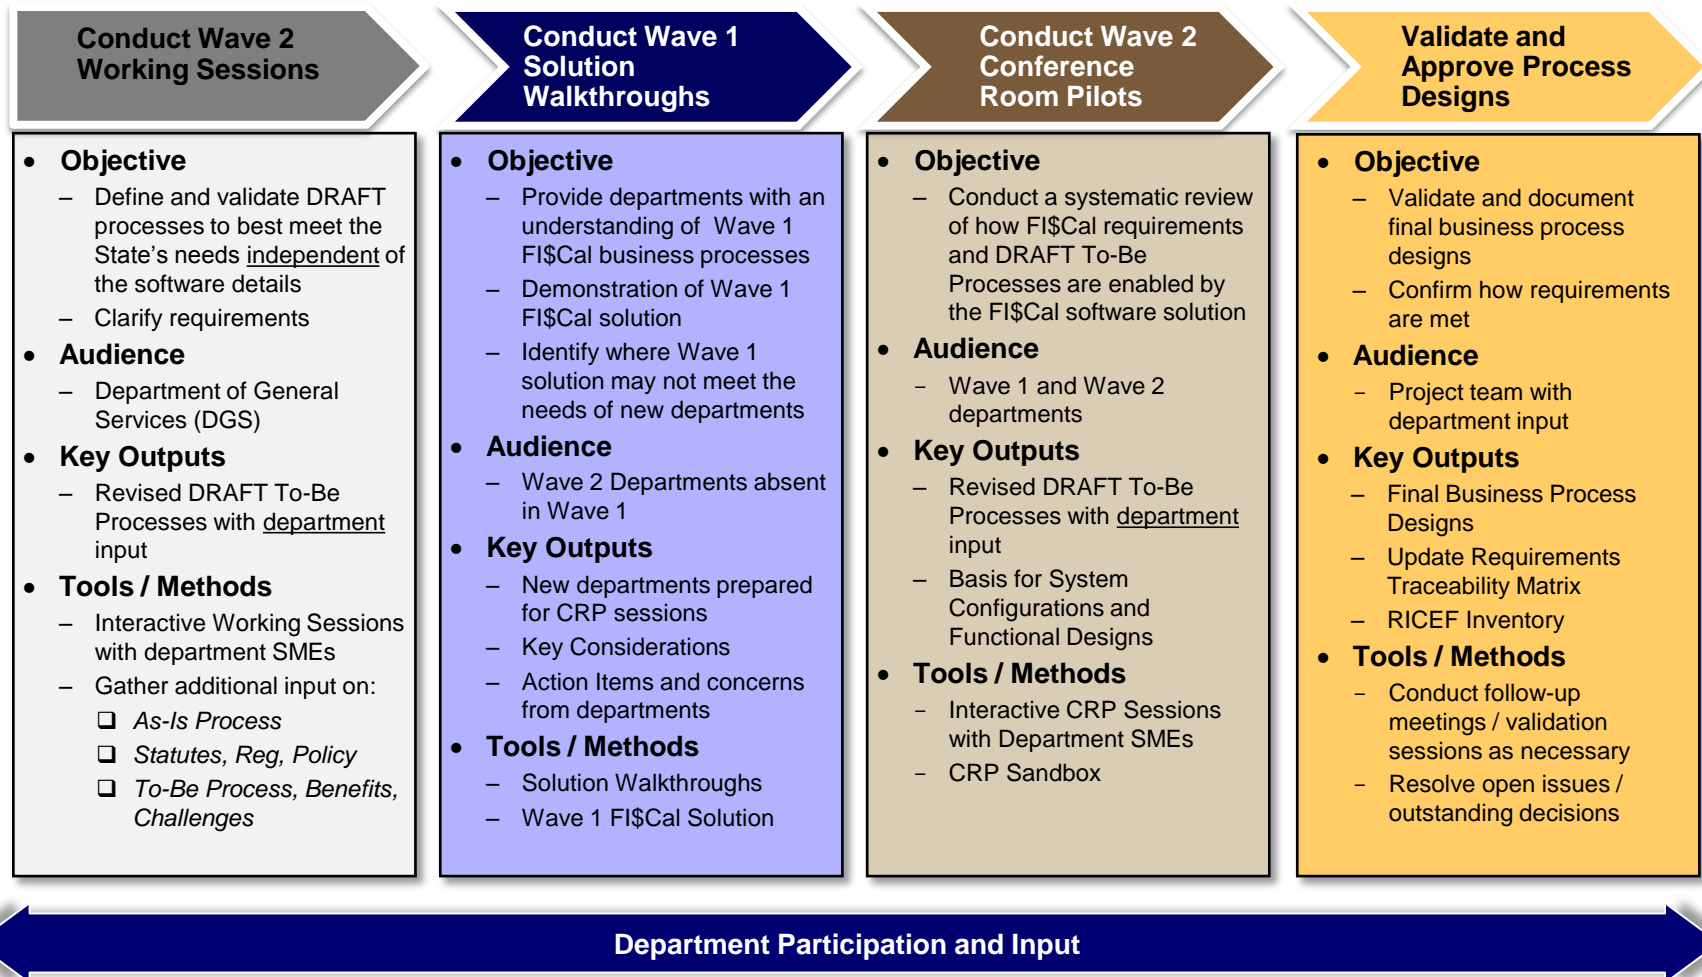 Conduct Wave 2
Working Sessions
• Objective
– Define and validate DRAFT
processes to best meet the
State's needs independent of
the software details
– Clarify requirements
• Audience
– Department of General
Services (DGS)
• Key Outputs
– Revised DRAFT To-Be
Processes with department
input
• Tools / Methods
– Interactive Working Sessions
with department SMEs
– Gather additional input on:
❑ As-Is Process
❑ Statutes, Reg, Policy
❑ To-Be Process, Benefits,
Challenges
Conduct Wave 1
Solution
Walkthroughs
• Objective
– Provide departments with an
understanding of Wave 1
FI$Cal business processes
– Demonstration of Wave 1
FI$Cal solution
– Identify where Wave 1
solution may not meet the
needs of new departments
• Audience
– Wave 2 Departments absent
in Wave 1
• Key Outputs
– New departments prepared
for CRP sessions
– Key Considerations
– Action Items and concerns
from departments
• Tools / Methods
– Solution Walkthroughs
– Wave 1 FI$Cal Solution
Conduct Wave 2
Conference
Room Pilots
• Objective
– Conduct a systematic review
of how FI$Cal requirements
and DRAFT To-Be
Processes are enabled by
the FI$Cal software solution
• Audience
- Wave 1 and Wave 2
departments
• Key Outputs
– Revised DRAFT To-Be
Processes with department
input
– Basis for System
Configurations and
Functional Designs
• Tools / Methods
- Interactive CRP Sessions
with Department SMEs
- CRP Sandbox
Validate and
Approve Process
Designs
• Objective
– Validate and document
final business process
designs
– Confirm how requirements
are met
• Audience
- Project team with
department input
• Key Outputs
– Final Business Process
Designs
– Update Requirements
Traceability Matrix
– RICEF Inventory
• Tools / Methods
- Conduct follow-up
meetings / validation
sessions as necessary
- Resolve open issues /
outstanding decisions
Department Participation and Input